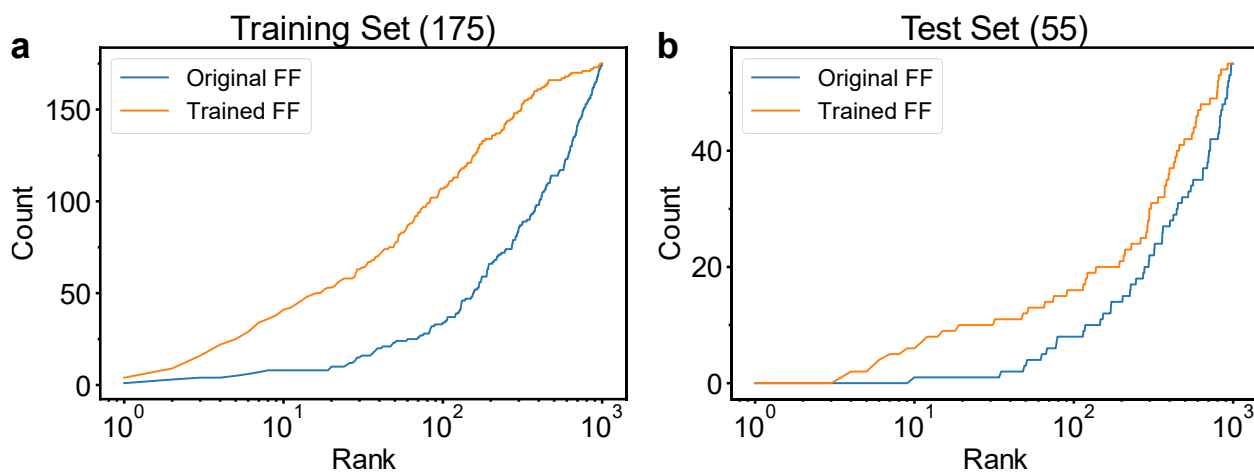 a
Training Set (175)
Original FF
Trained FF
Count
150
100
50
0
10^0
10^1
10^2
10^3
Rank
b
Test Set (55)
Original FF
Trained FF
Count
40
20
0
10^0
10^1
10^2
10^3
Rank